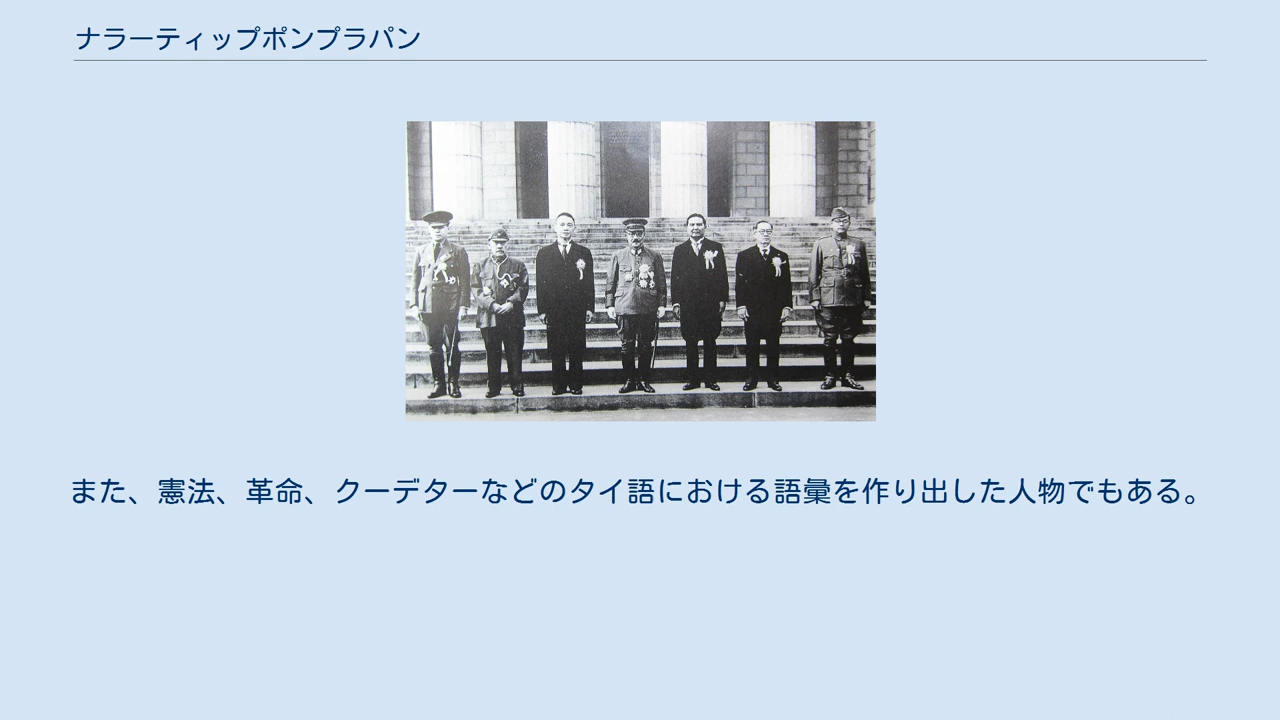 ナラーティップポンプラパン
また、憲法、革命、クーデターなどのタイ語における語彙を作り出した人物でもある。